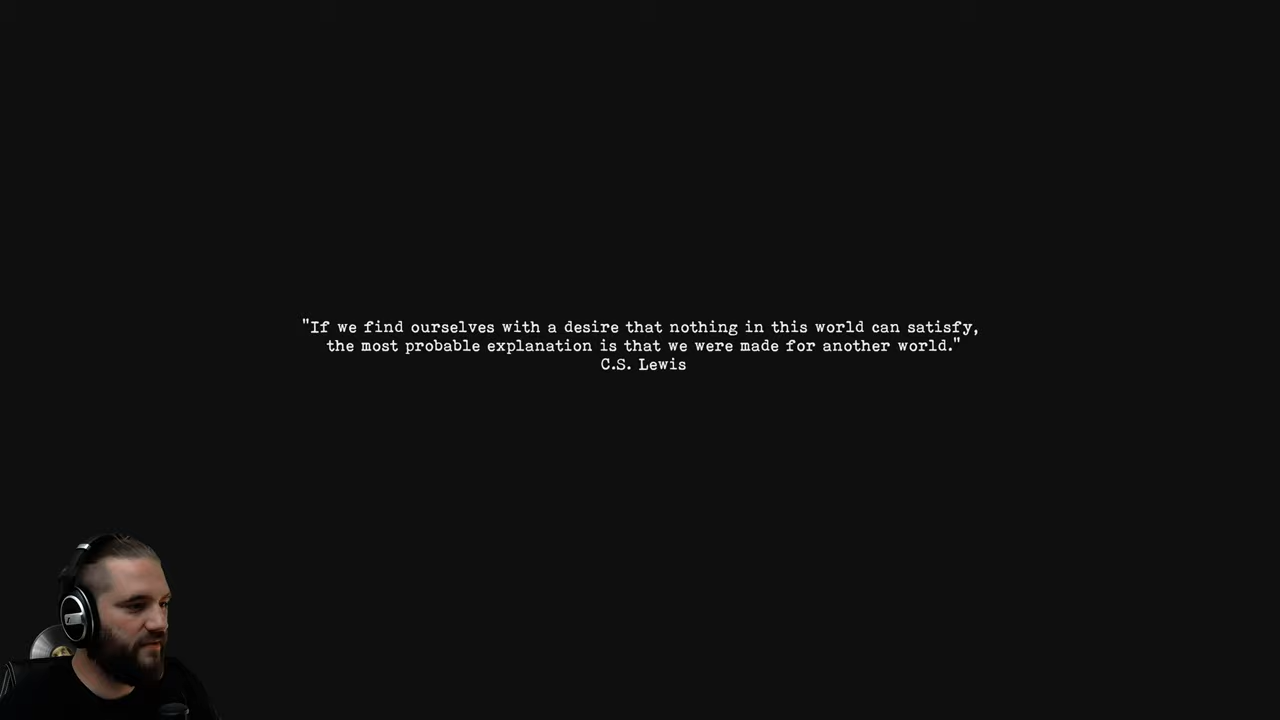 "If we find ourselves with a desire that nothing in this world can satisfy,
the most probable explanation is that we were made for another world."
C.S. Lewis